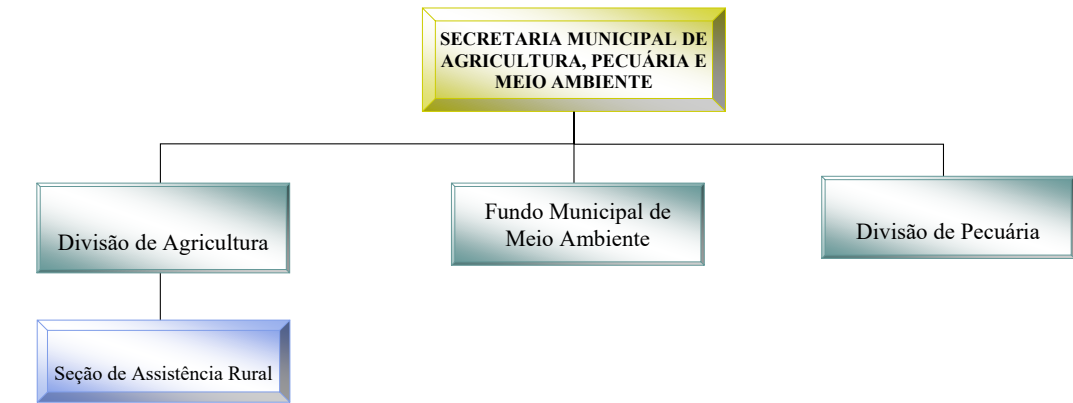 SECRETARIA MUNICIPAL DE
AGRICULTURA, PECUÁRIA E
MEIO AMBIENTE
Divisão de Agricultura
Fundo Municipal de
Meio Ambiente
Divisão de Pecuária
Seção de Assistência Rural